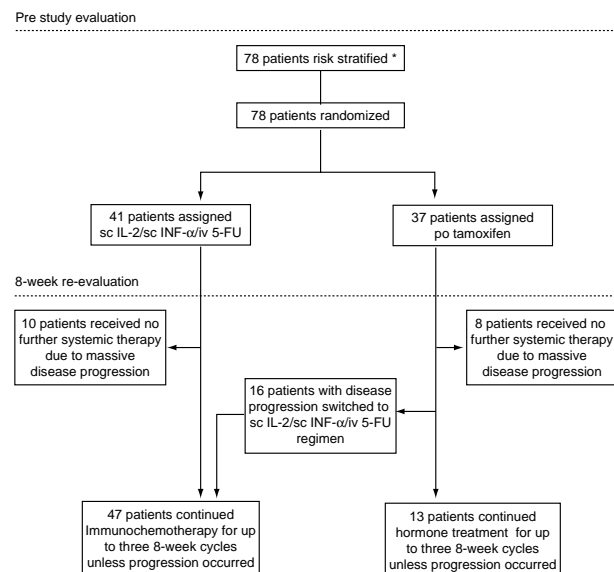 Pre study evaluation
78 patients risk stratified *
78 patients randomized
41 patients assigned
sc IL-2/sc INF-α/iv 5-FU
37 patients assigned
po tamoxifen
8-week re-evaluation
10 patients received no
further systemic therapy
due to massive
disease progression
8 patients received no
further systemic therapy
due to massive
disease progression
16 patients with disease
progression switched to
sc IL-2/sc INF-α/iv 5-FU
regimen
47 patients continued
Immunochemotherapy for up
to three 8-week cycles
unless progression occurred
13 patients continued
hormone treatment for up
to three 8-week cycles
unless progression occurred